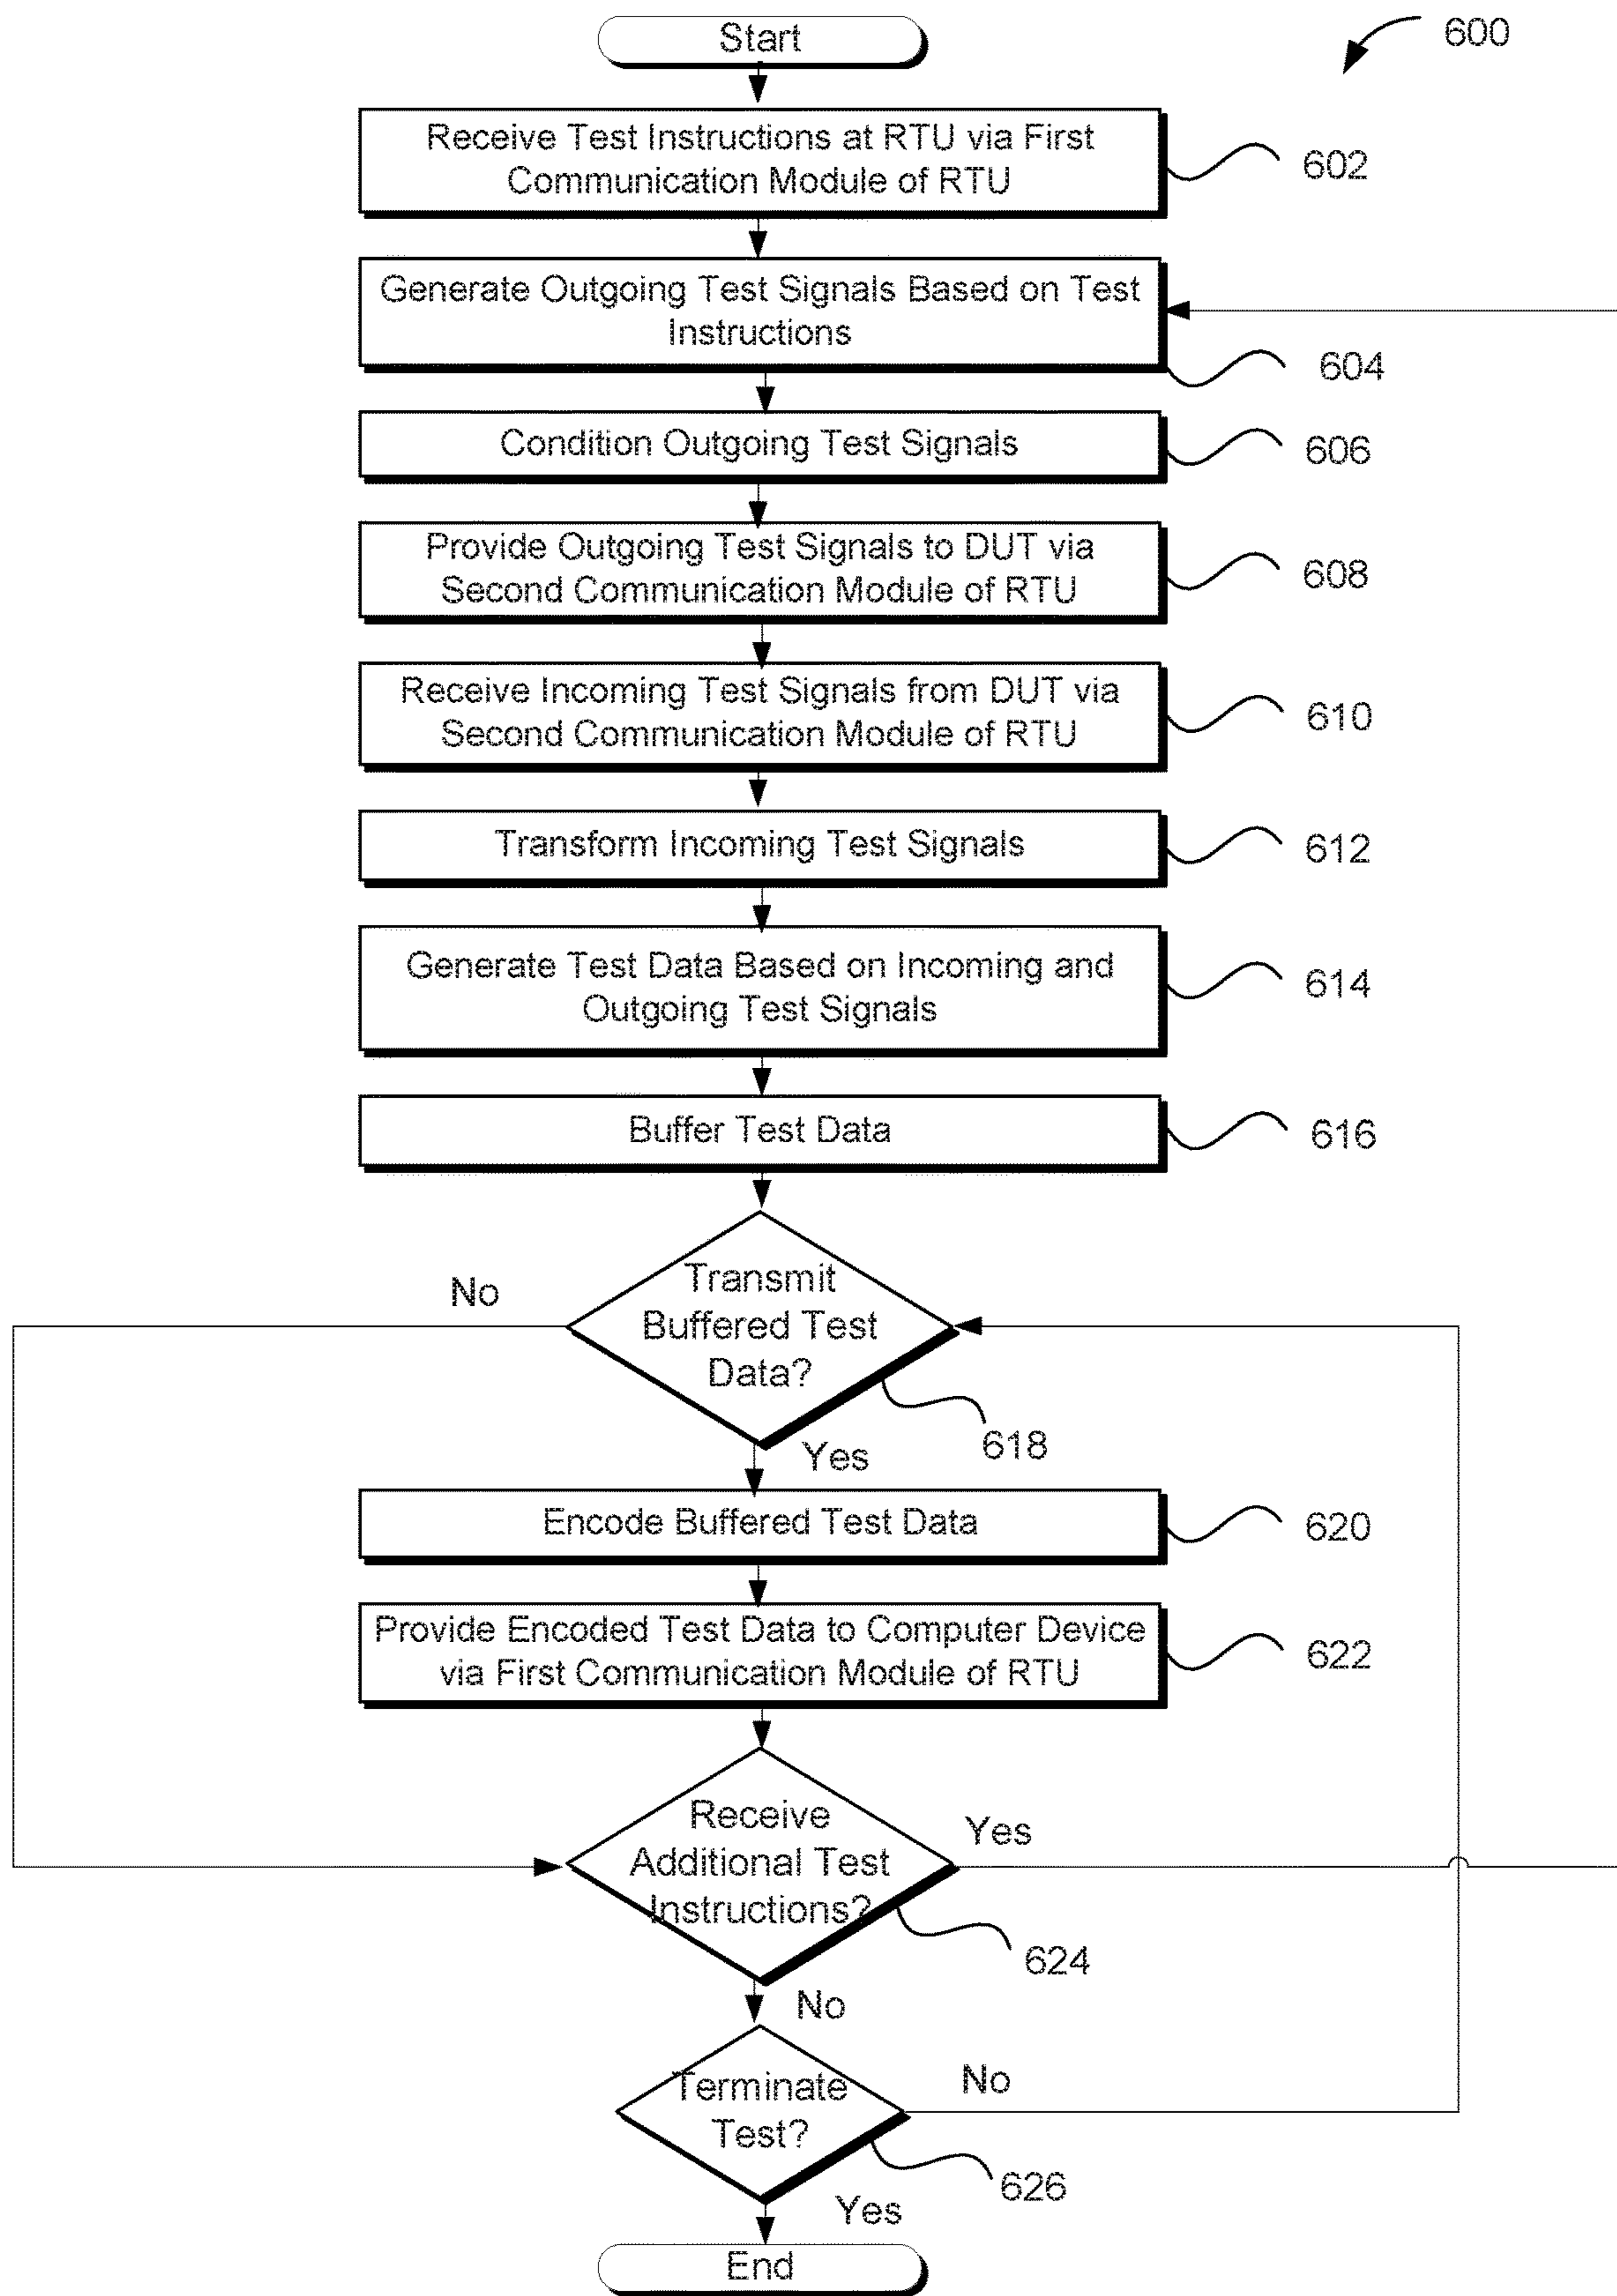 Start
600
Receive Test Instructions at RTU via First
Communication Module of RTU
602
Generate Outgoing Test Signals Based on Test
Instructions
604
Condition Outgoing Test Signals
606
Provide Outgoing Test Signals to DUT via
Second Communication Module of RTU
608
Receive Incoming Test Signals from DUT via
Second Communication Module of RTU
610
Transform Incoming Test Signals
612
Generate Test Data Based on Incoming and
Outgoing Test Signals
614
Buffer Test Data
616
No
Transmit
Buffered Test
Data?
618
Yes
Encode Buffered Test Data
620
Provide Encoded Test Data to Computer Device
via First Communication Module of RTU
622
Receive
Additional Test
Instructions?
Yes
624
No
Terminate
Test?
No
626
Yes
End